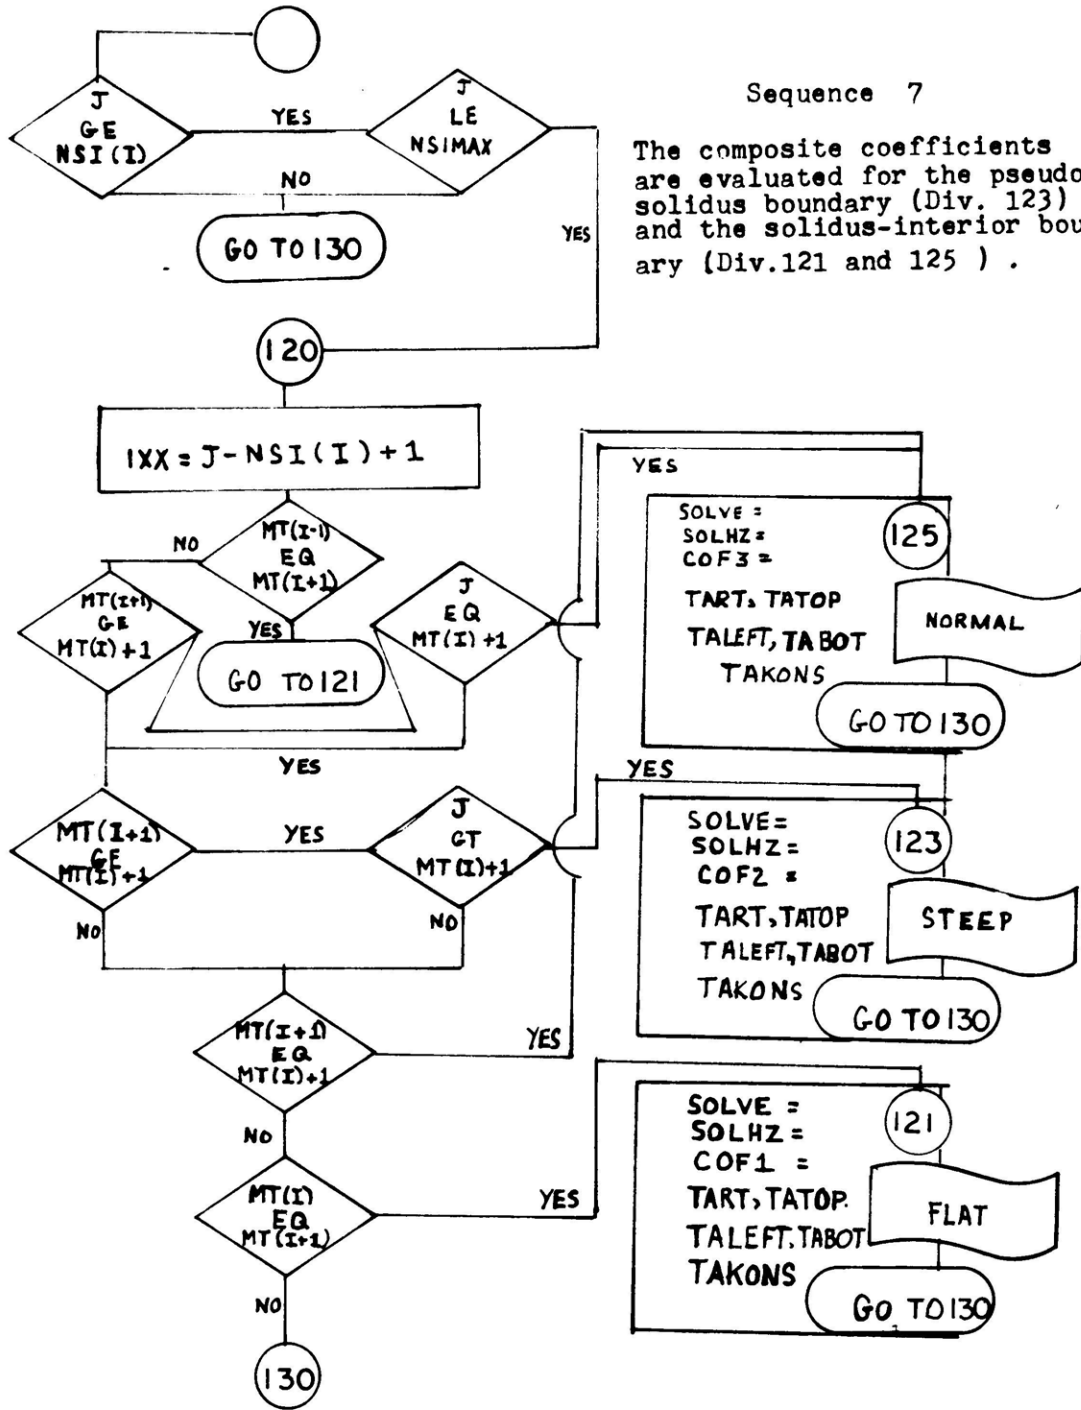 Sequence 7
The composite coefficients
are evaluated for the pseudo
solidus boundary (Div. 123)
and the solidus-interior bou
ary (Div.121 and 125 ) .
J
GE
NSI(I)
YES
J
LE
NSIMAX
NO
YES
GO TO 130
120
IXX = J-NSI(I)+1
MT(I-1)
EQ
MT(I+1)
NO
YES
GO TO 121
MT(I+1)
GE
MT(I)+1
J
EQ
MT(I)+1
YES
YES
SOLVE =
SOLHZ =
COF3 =
TART, TATOP
TALEFT, TABOT
TAKONS
125
NORMAL
GO TO 130
MT(I+1)
GE
MT(I)+1
YES
J
GT
MT(I)+1
YES
NO
NO
SOLVE=
SOLHZ=
COF2 =
TART, TATOP
TALEFT, TABOT
TAKONS
123
STEEP
GO TO 130
MT(I+1)
EQ
MT(I)+1
YES
NO
MT(I)
EQ
MT(I+1)
YES
NO
SOLVE =
SOLHZ =
COF1 =
TART, TATOP.
TALEFT, TABOT
TAKONS
121
FLAT
GO TO 130
130